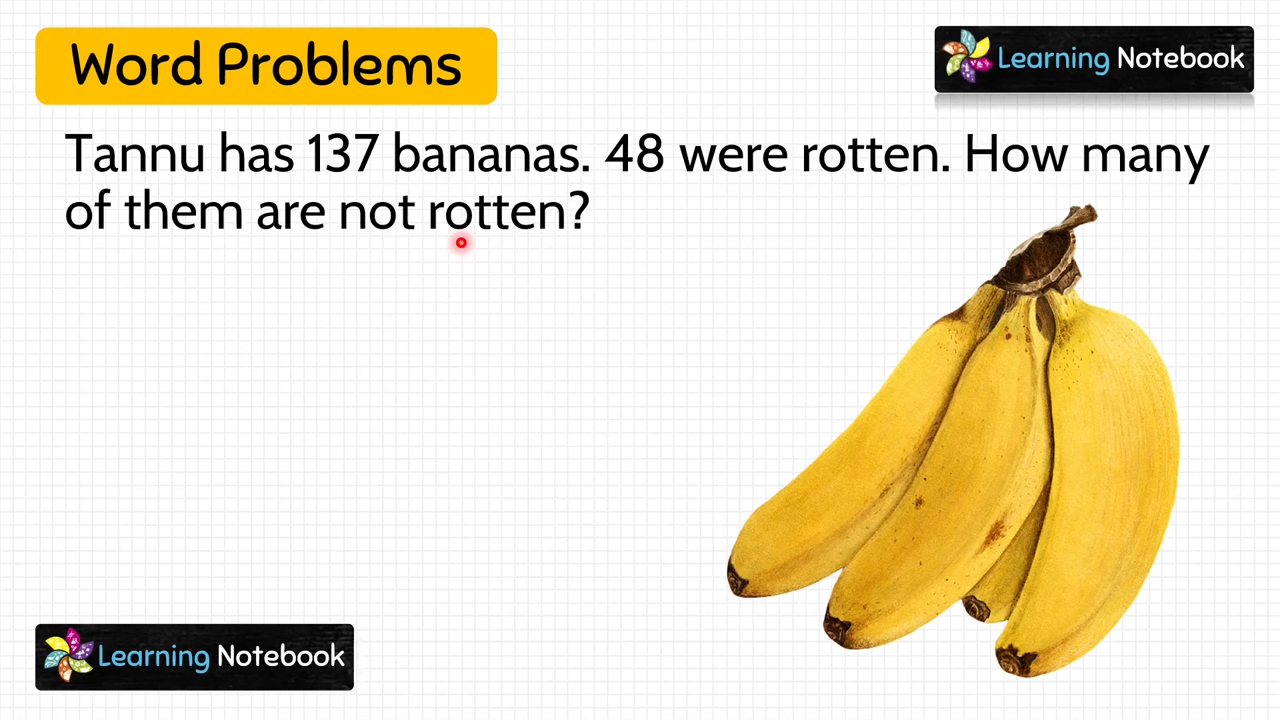 Word Problems
Learning Notebook
Tannu has 137 bananas. 48 were rotten. How many
of them are not rotten?
Learning Notebook